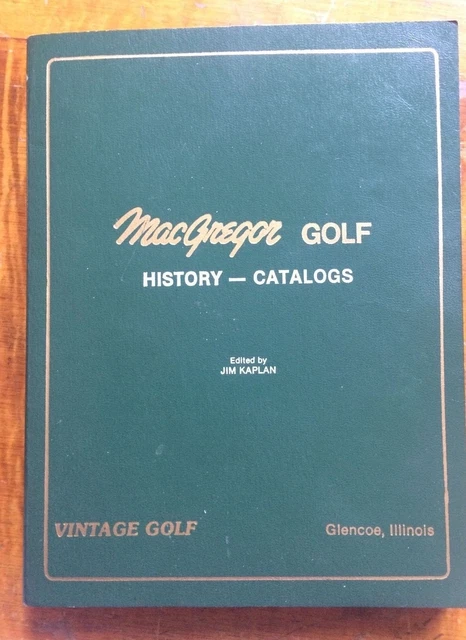 MacGregor GOLF
HISTORY — CATALOGS
Edited by
JIM KAPLAN
VINTAGE GOLF Glencoe, Illinois